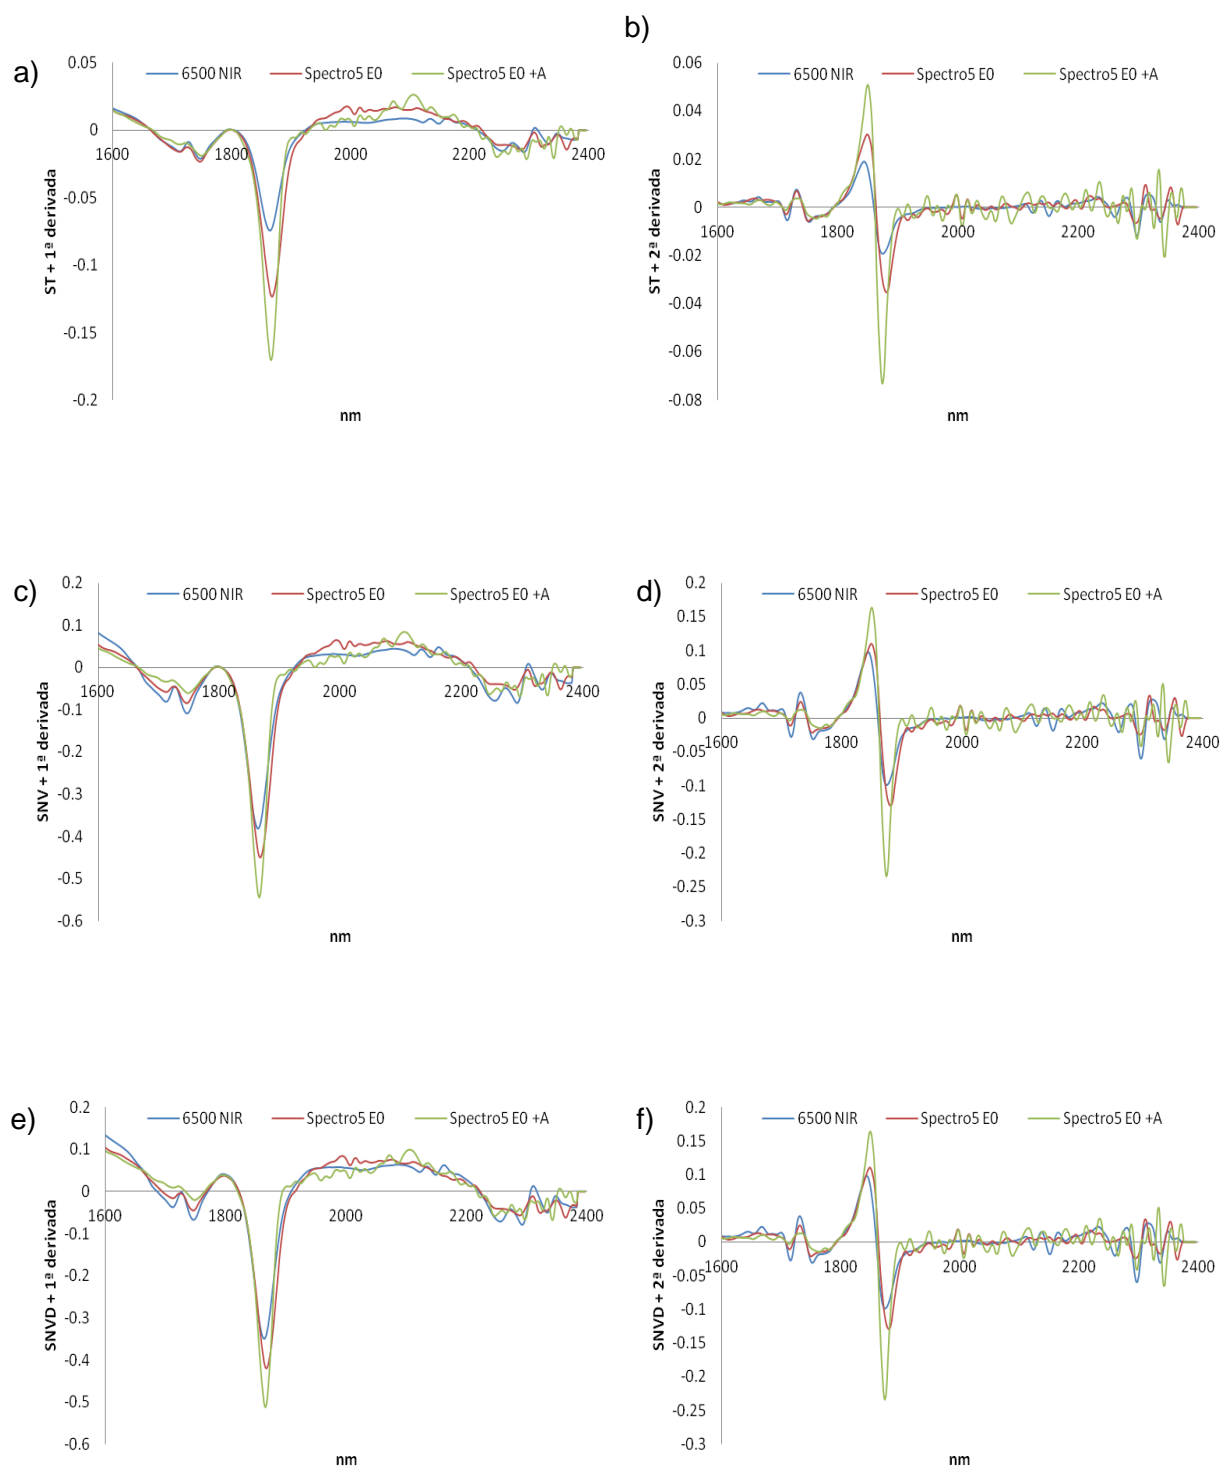 a)
6500 NIR Spectro5 E0 Spectro5 E0 +A
0.05
0
-0.05
-0.1
-0.15
-0.2
1600 1800 2000 2200 2400
ST + 1ª derivada
nm
b)
6500 NIR Spectro5 E0 Spectro5 E0 +A
0.06
0.04
0.02
0
-0.02
-0.04
-0.06
-0.08
1600 1800 2000 2200 2400
ST + 2ª derivada
nm
c)
6500 NIR Spectro5 E0 Spectro5 E0 +A
0.2
0.1
0
-0.1
-0.2
-0.3
-0.4
-0.5
-0.6
1600 1800 2000 2200 2400
SNV + 1ª derivada
nm
d)
6500 NIR Spectro5 E0 Spectro5 E0 +A
0.2
0.15
0.1
0.05
0
-0.05
-0.1
-0.15
-0.2
-0.25
-0.3
1600 1800 2000 2200 2400
SNV + 2ª derivada
nm
e)
6500 NIR Spectro5 E0 Spectro5 E0 +A
0.2
0.1
0
-0.1
-0.2
-0.3
-0.4
-0.5
-0.6
1600 1800 2000 2200 2400
SNVD + 1ª derivada
nm
f)
6500 NIR Spectro5 E0 Spectro5 E0 +A
0.2
0.15
0.1
0.05
0
-0.05
-0.1
-0.15
-0.2
-0.25
-0.3
1600 1800 2000 2200 2400
SNVD + 2ª derivada
nm